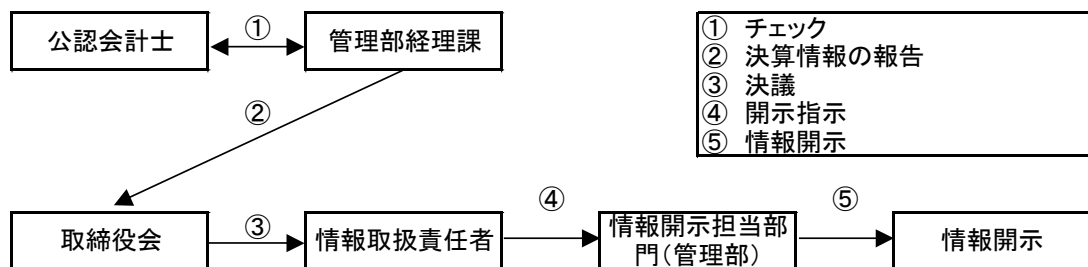 公認会計士
①
管理部経理課
① チェック
② 決算情報の報告
③ 決議
④ 開示指示
⑤ 情報開示
②
取締役会
③
情報取扱責任者
④
情報開示担当部
門(管理部)
⑤
情報開示